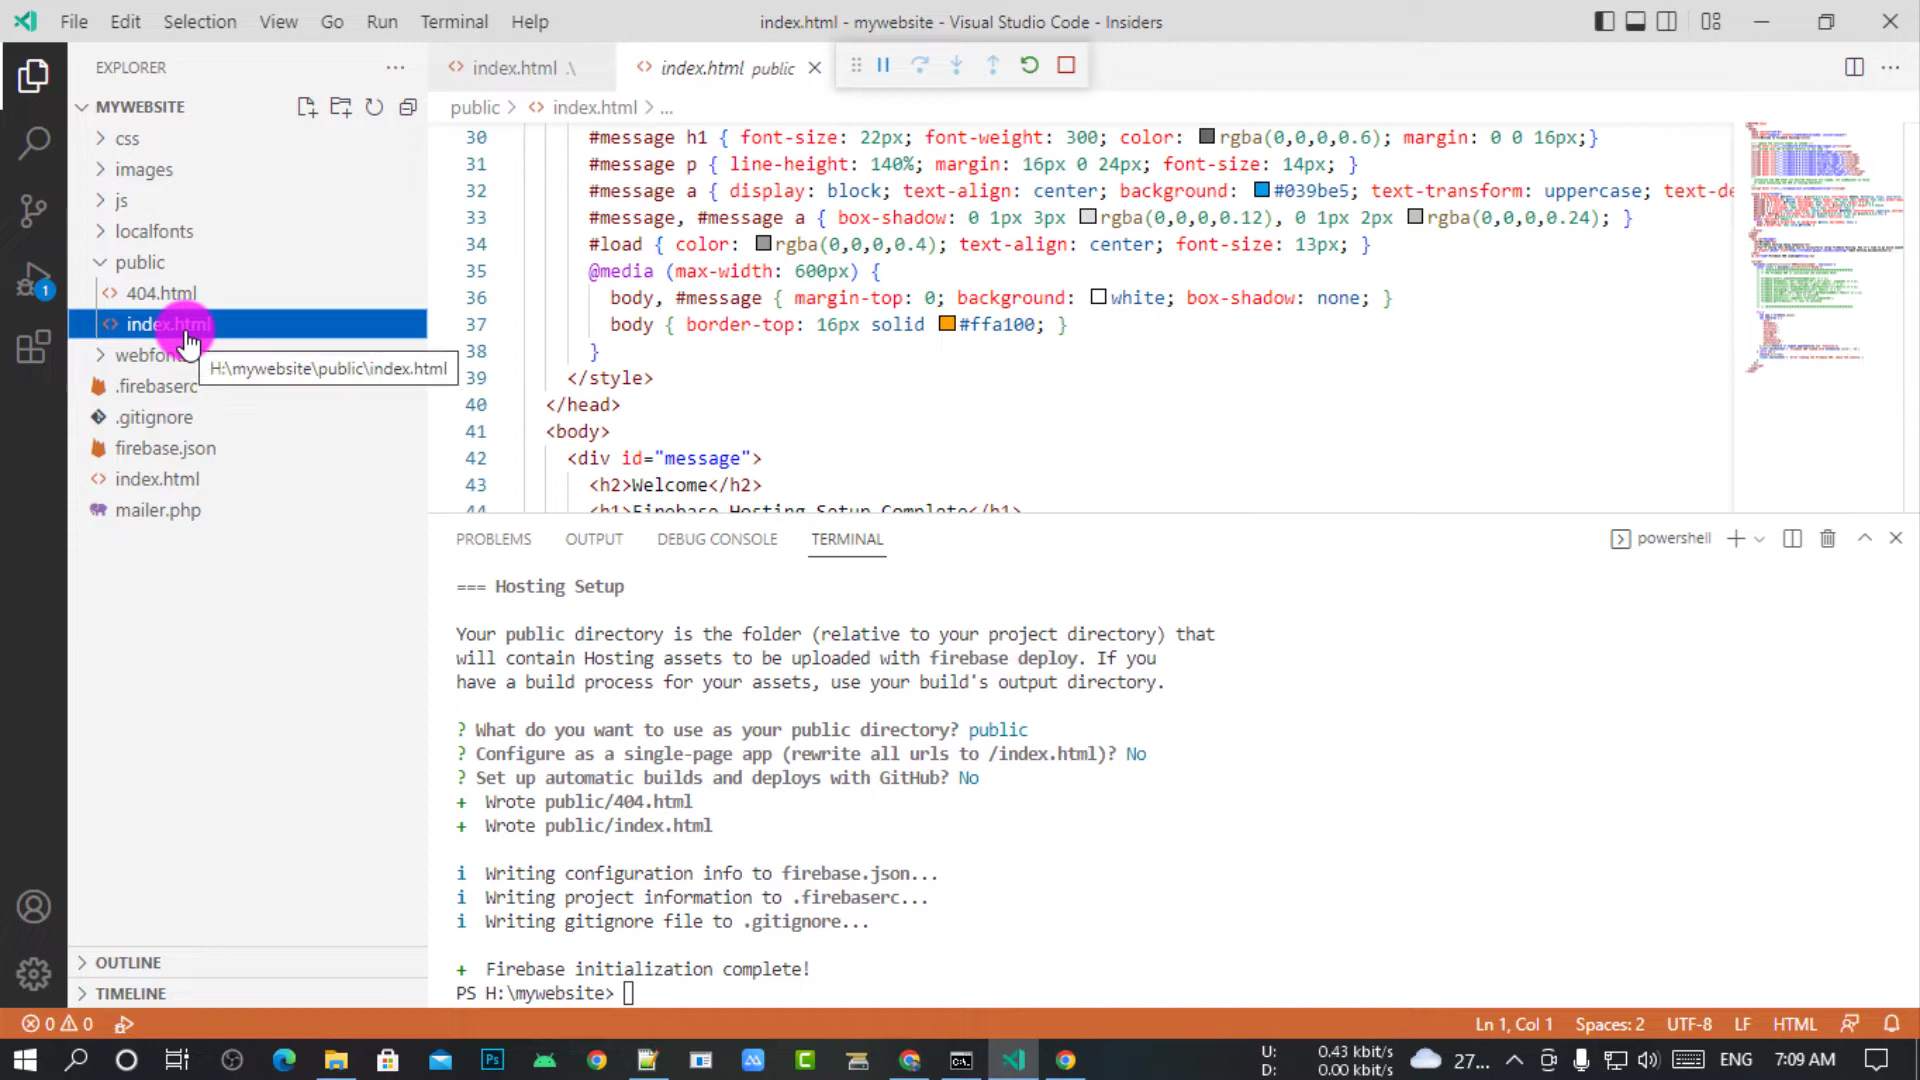 File Edit Selection View Go Run Terminal Help
index.html - mywebsite - Visual Studio Code - Insiders
EXPLORER
MYWEBSITE
css
images
js
localfonts
public
404.html
index.html
H:\mywebsite\public\index.html
.firebaserc
.gitignore
firebase.json
index.html
mailer.php
OUTLINE
TIMELINE
1
index.html .\
index.html public
public > index.html > ...
30 #message h1 { font-size: 22px; font-weight: 300; color: rgba(0,0,0,0.6); margin: 0 0 16px;}
31 #message p { line-height: 140%; margin: 16px 0 24px; font-size: 14px; }
32 #message a { display: block; text-align: center; background: #039be5; text-transform: uppercase; text-de
33 #message, #message a { box-shadow: 0 1px 3px rgba(0,0,0,0.12), 0 1px 2px rgba(0,0,0,0.24); }
34 #load { color: rgba(0,0,0,0.4); text-align: center; font-size: 13px; }
35 @media (max-width: 600px) {
36 body, #message { margin-top: 0; background: white; box-shadow: none; }
37 body { border-top: 16px solid #ffa100; }
38 }
39 </style>
40 </head>
41 <body>
42 <div id="message">
43 <h2>Welcome</h2>
44 <h1>Firebase Hosting Setup Complete</h1>
PROBLEMS OUTPUT DEBUG CONSOLE TERMINAL
powershell
=== Hosting Setup
Your public directory is the folder (relative to your project directory) that
will contain Hosting assets to be uploaded with firebase deploy. If you
have a build process for your assets, use your build's output directory.
? What do you want to use as your public directory? public
? Configure as a single-page app (rewrite all urls to /index.html)? No
? Set up automatic builds and deploys with GitHub? No
+ Wrote public/404.html
+ Wrote public/index.html
i Writing configuration info to firebase.json...
i Writing project information to .firebaserc...
i Writing gitignore file to .gitignore...
+ Firebase initialization complete!
PS H:\mywebsite>
0 0
Ln 1, Col 1 Spaces: 2 UTF-8 LF HTML
Ps
U: 0.43 kbit/s
D: 0.00 kbit/s
27... ENG 7:09 AM